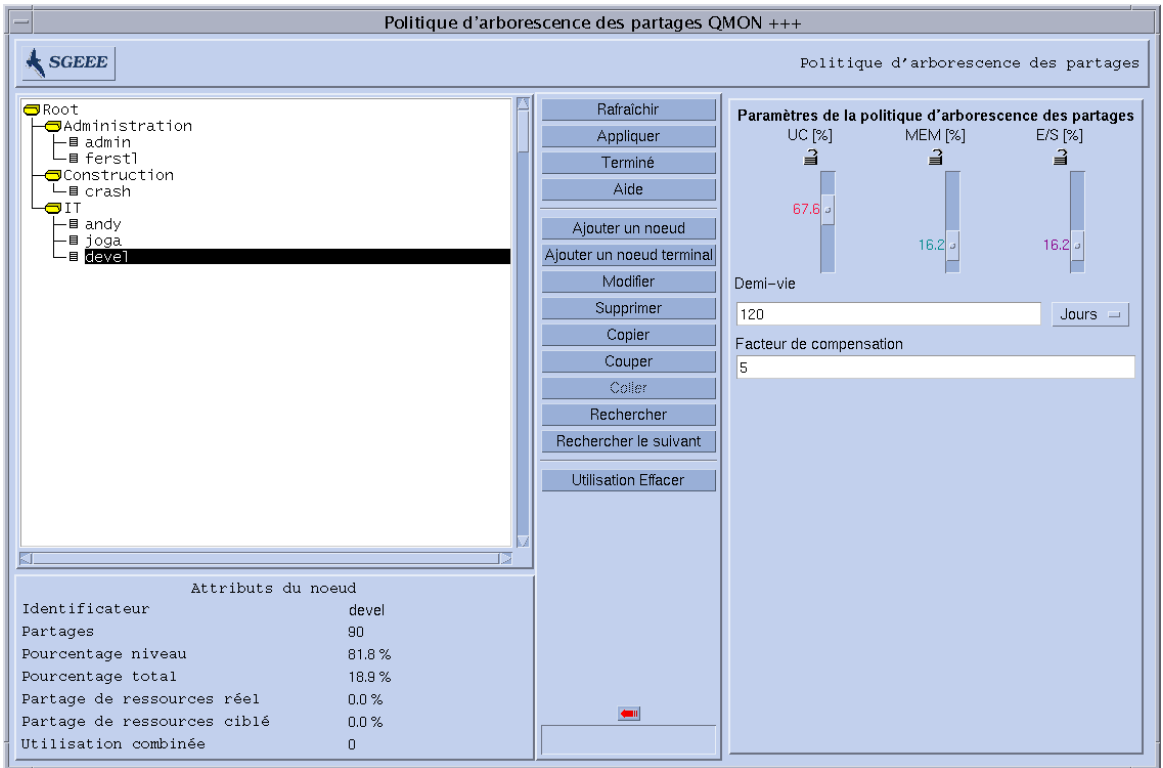 Politique d'arborescence des partages QMON +++
SGEEE
Politique d'arborescence des partages
Root
Administration
admin
ferstl
Construction
crash
IT
andy
joga
devel
Rafraîchir
Appliquer
Terminé
Aide
Ajouter un noeud
Ajouter un noeud terminal
Modifier
Supprimer
Copier
Couper
Coller
Rechercher
Rechercher le suivant
Utilisation Effacer
Paramètres de la politique d'arborescence des partages
UC [%] MEM [%] E/S [%]
67.6
16.2 16.2
Demi-vie
120 Jours
Facteur de compensation
5
Attributs du noeud
Identificateur devel
Partages 90
Pourcentage niveau 81.8 %
Pourcentage total 18.9 %
Partage de ressources réel 0.0 %
Partage de ressources ciblé 0.0 %
Utilisation combinée 0